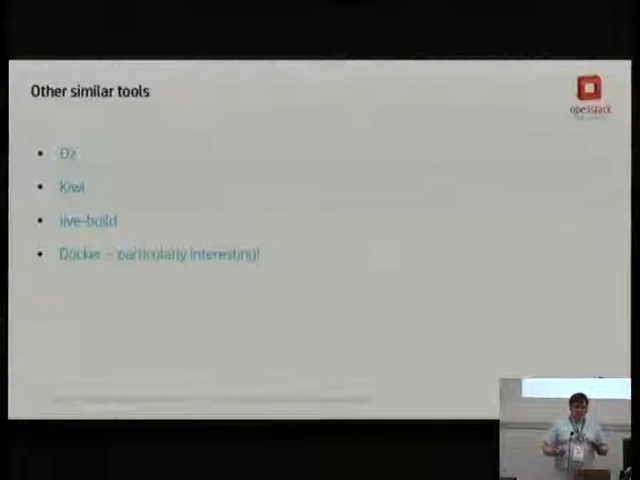 Other similar tools
openstack
• Oz
• Kiwi
• live-build
• Docker – particularly interesting!